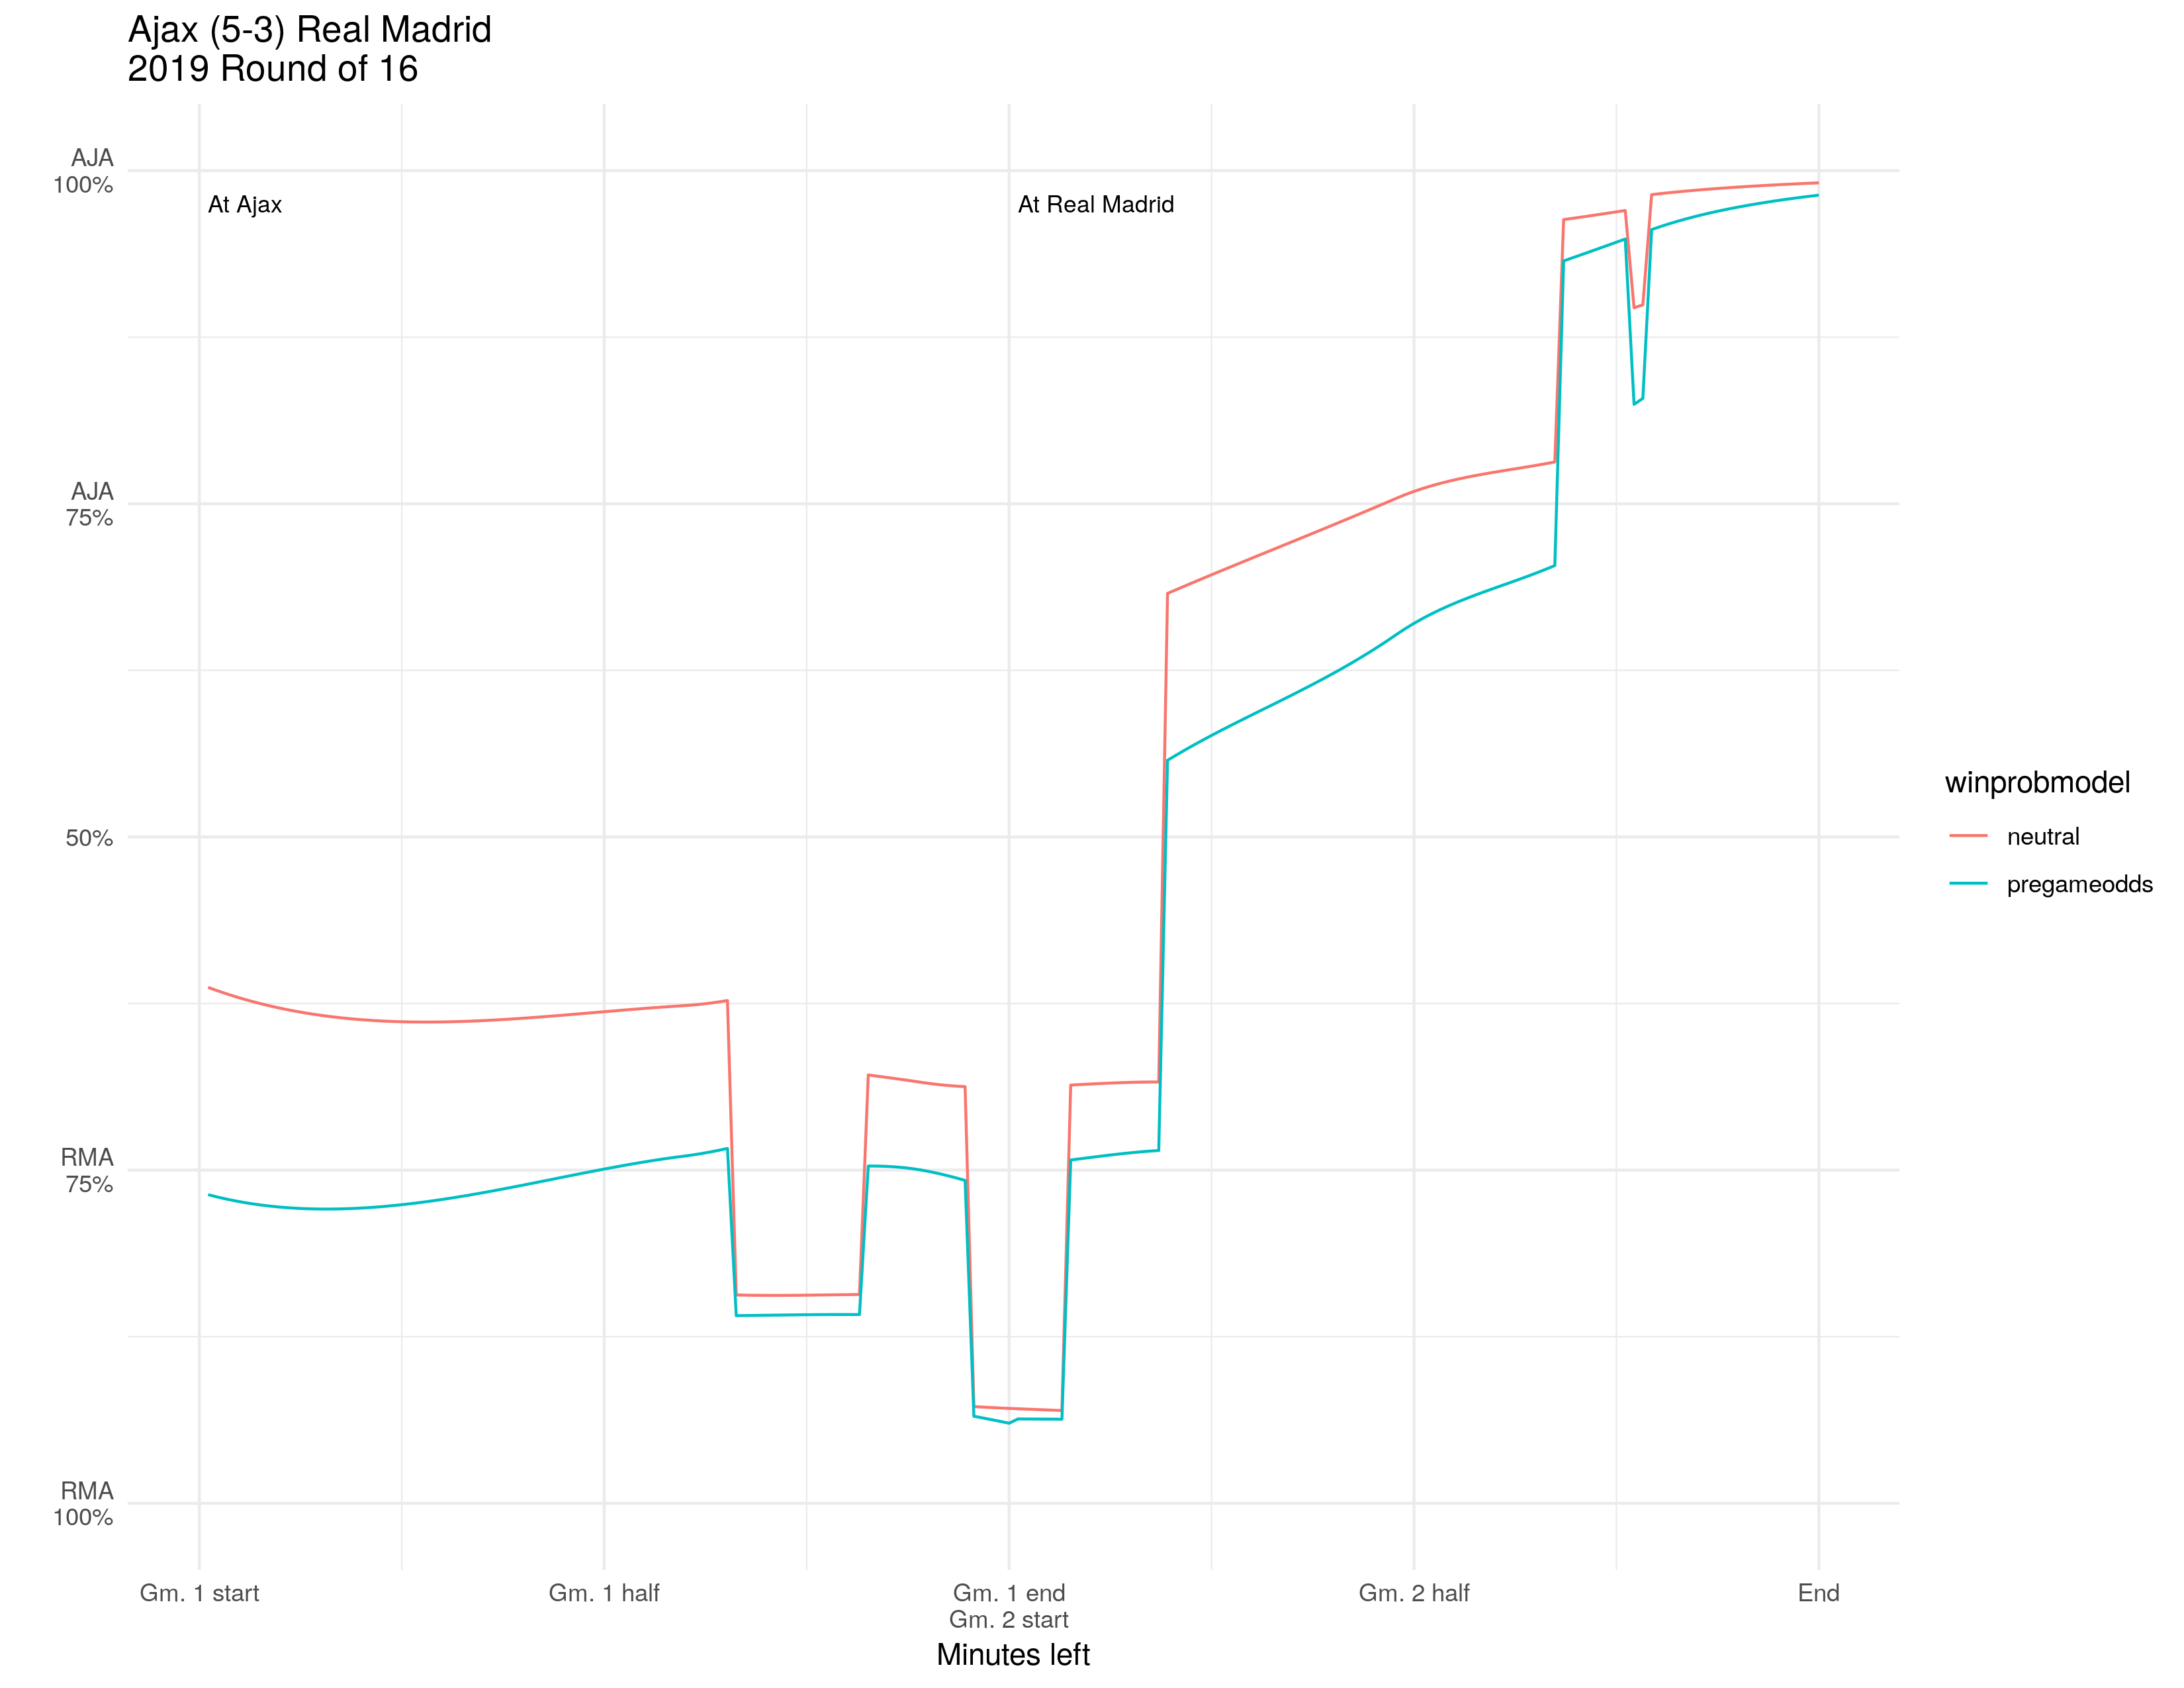 Ajax (5-3) Real Madrid
2019 Round of 16
AJA
100%
At Ajax
At Real Madrid
AJA
75%
50%
RMA
75%
RMA
100%
winprobmodel
neutral
pregameodds
Gm. 1 start
Gm. 1 half
Gm. 1 end
Gm. 2 start
Gm. 2 half
End
Minutes left